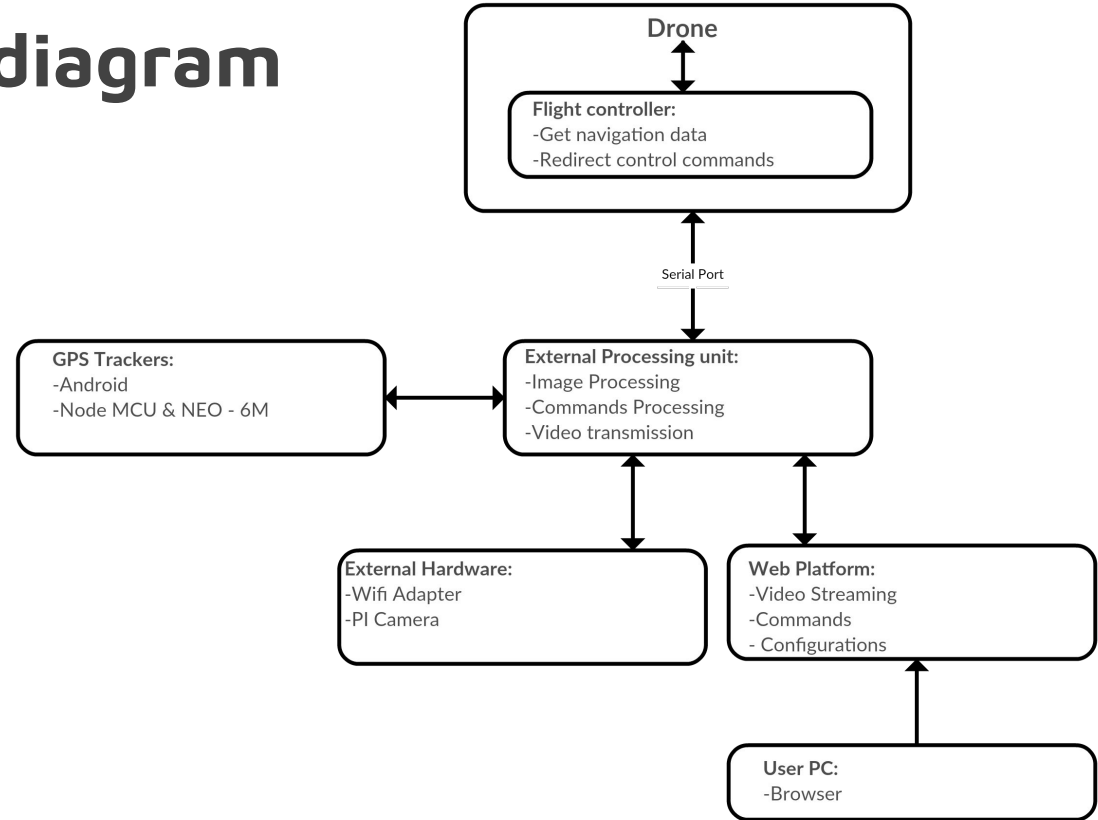 diagram
Drone
Flight controller:
-Get navigation data
-Redirect control commands
Serial Port
GPS Trackers:
-Android
-Node MCU & NEO - 6M
External Processing unit:
-Image Processing
-Commands Processing
-Video transmission
External Hardware:
-Wifi Adapter
-PI Camera
Web Platform:
-Video Streaming
-Commands
- Configurations
User PC:
-Browser